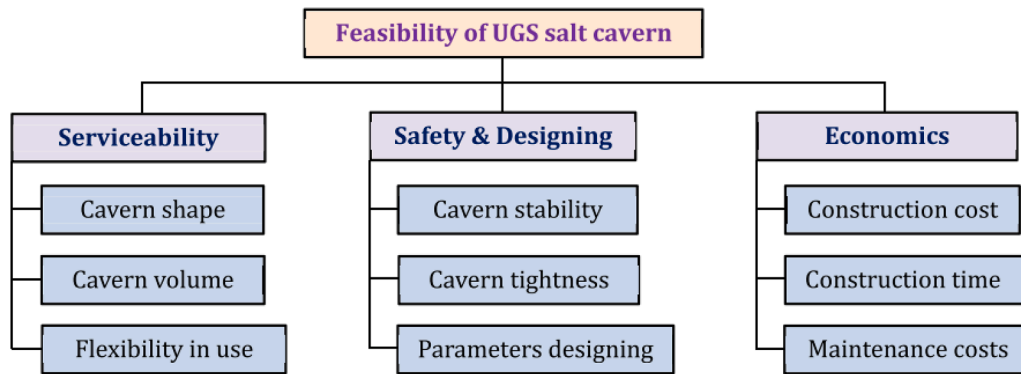 Feasibility of UGS salt cavern
Serviceability
Cavern shape
Cavern volume
Flexibility in use
Safety & Designing
Cavern stability
Cavern tightness
Parameters designing
Economics
Construction cost
Construction time
Maintenance costs